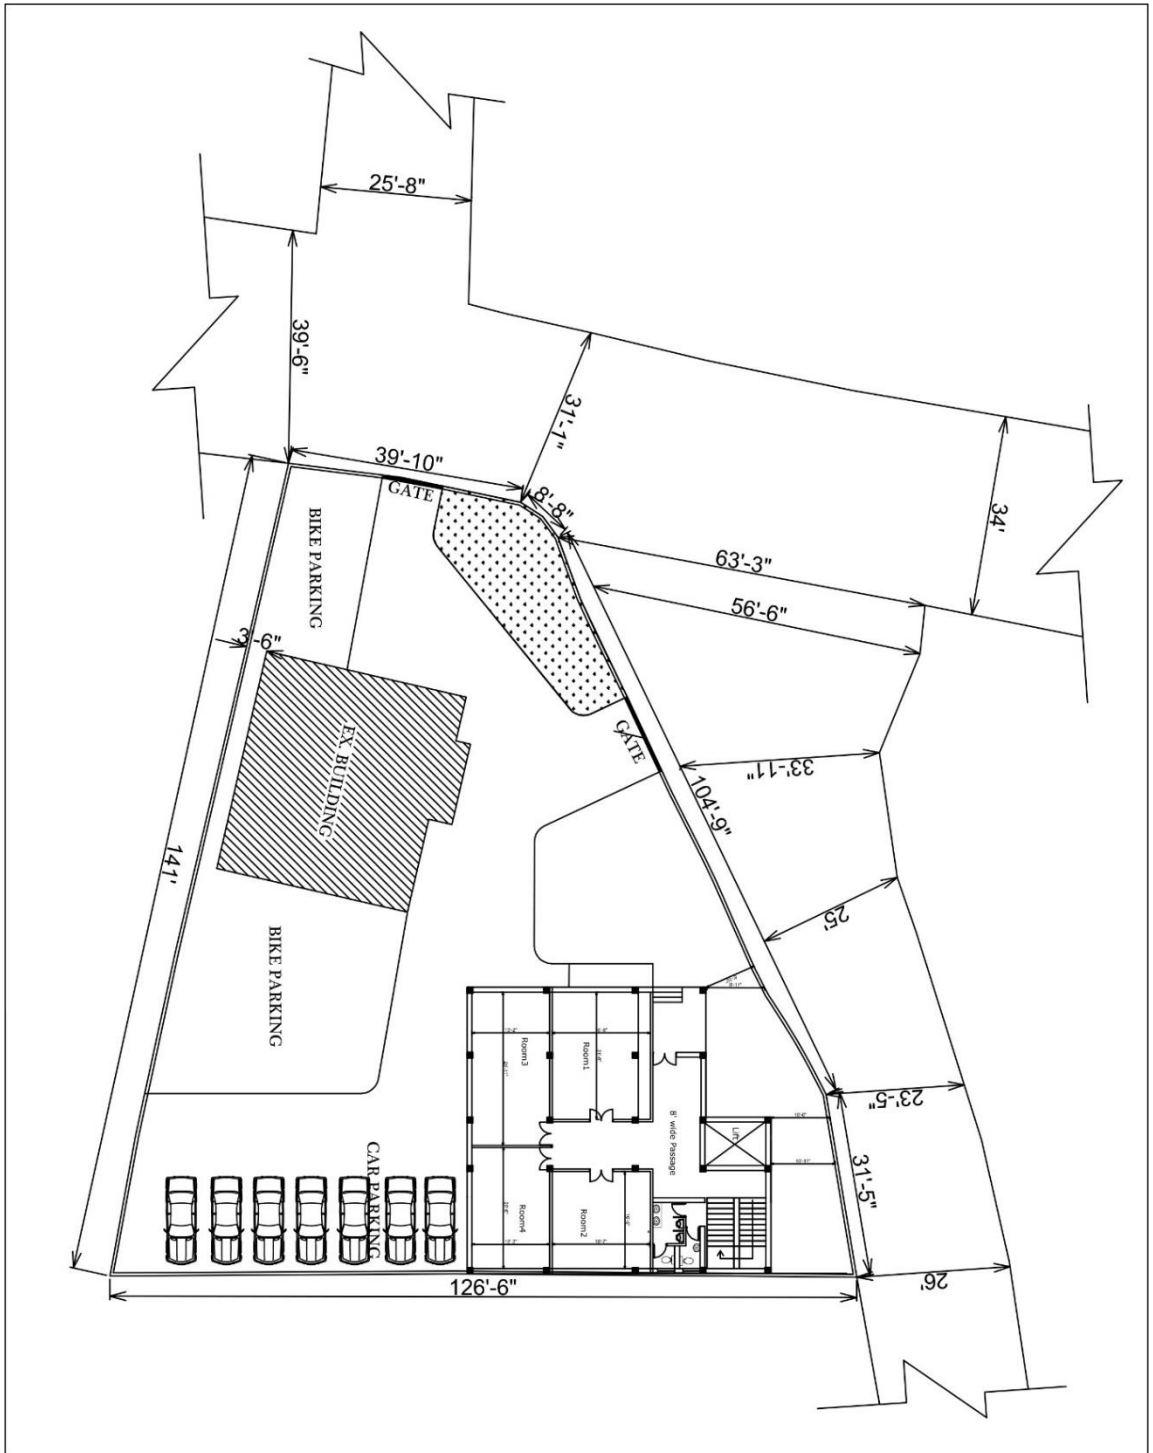 25'-8"
39'-6"
31'-1"
39'-10"
GATE
8'-8"
34'
63'-3"
56'-6"
BIKE PARKING
3'-6"
EX. BUILDING
GATE
33'-11"
104'-9"
141'
25'
BIKE PARKING
Room3
Room1
8' wide Passage
Lift
23'-5"
31'-5"
CAR PARKING
Room4
Room2
26'
126'-6"